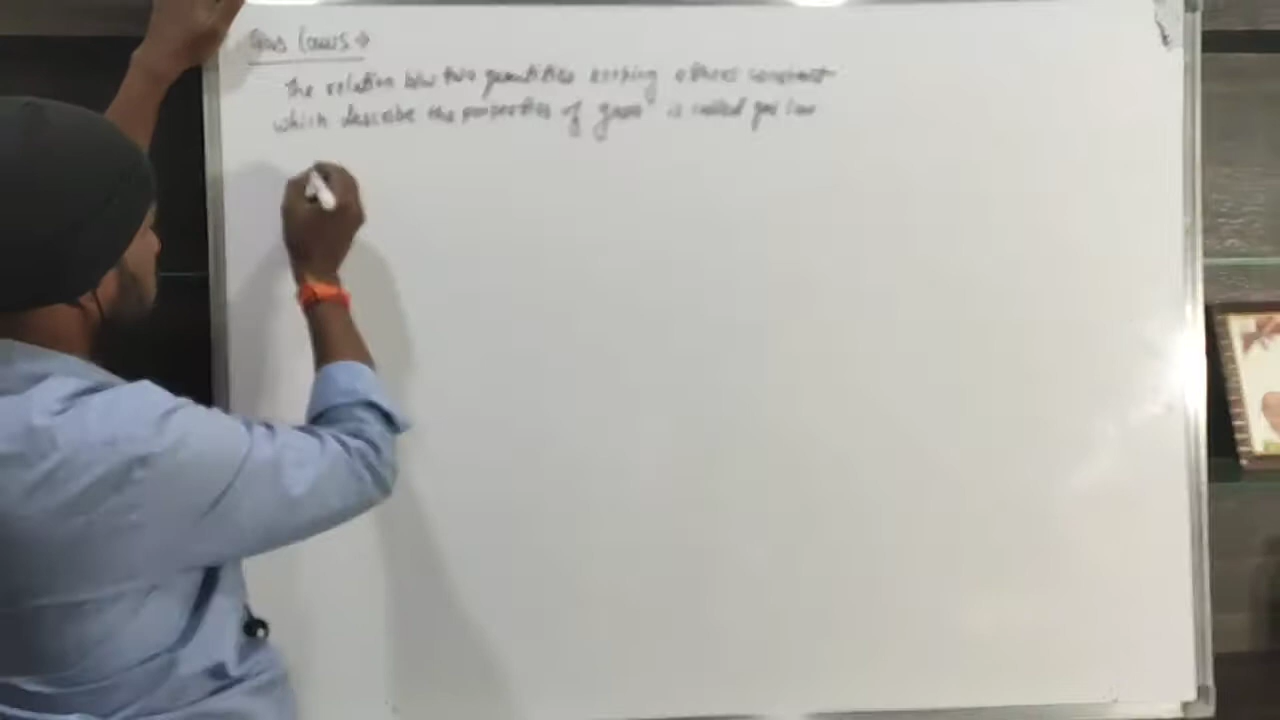 Gas laws →
The relation b/w two quantities keeping others constant
which describe the properties of gases is called gas law